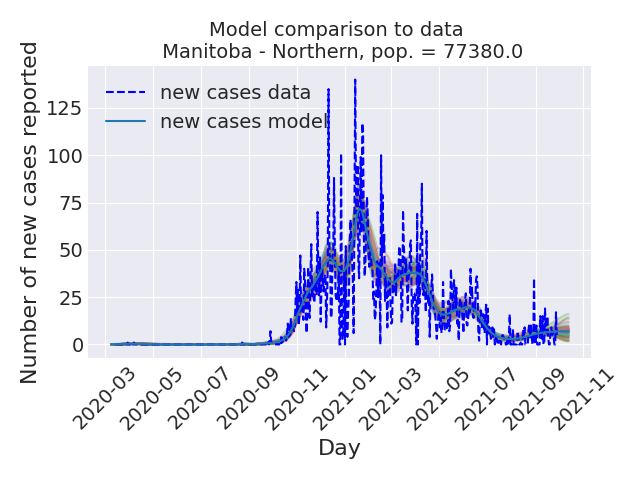 Model comparison to data
Manitoba - Northern, pop. = 77380.0
Number of new cases reported
125
100
75
50
25
0
new cases data
new cases model
2020-03
2020-05
2020-07
2020-09
2020-11
2021-01
2021-03
2021-05
2021-07
2021-09
2021-11
Day